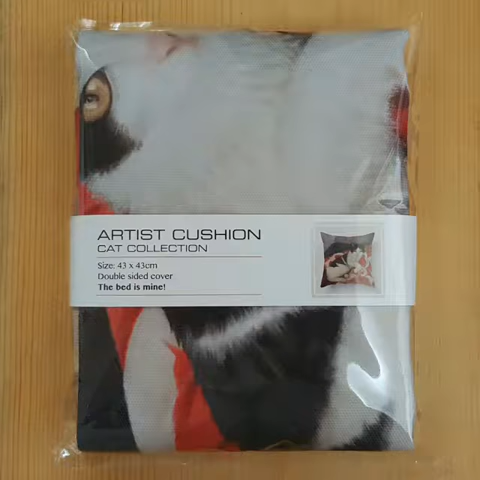 ARTIST CUSHION
CAT COLLECTION
Size: 43 x 43cm
Double sided cover
The bed is mine!